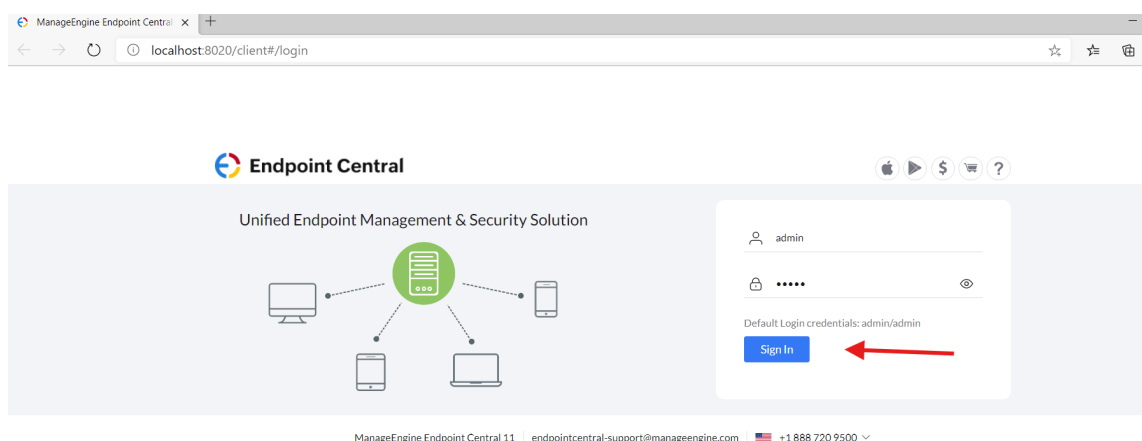 ManageEngine Endpoint Central
localhost:8020/client#/login
Endpoint Central
Unified Endpoint Management & Security Solution
admin
•••••
Default Login credentials: admin/admin
Sign In
ManageEngine Endpoint Central 11 | endpointcentral-support@manageengine.com | +1 888 720 9500